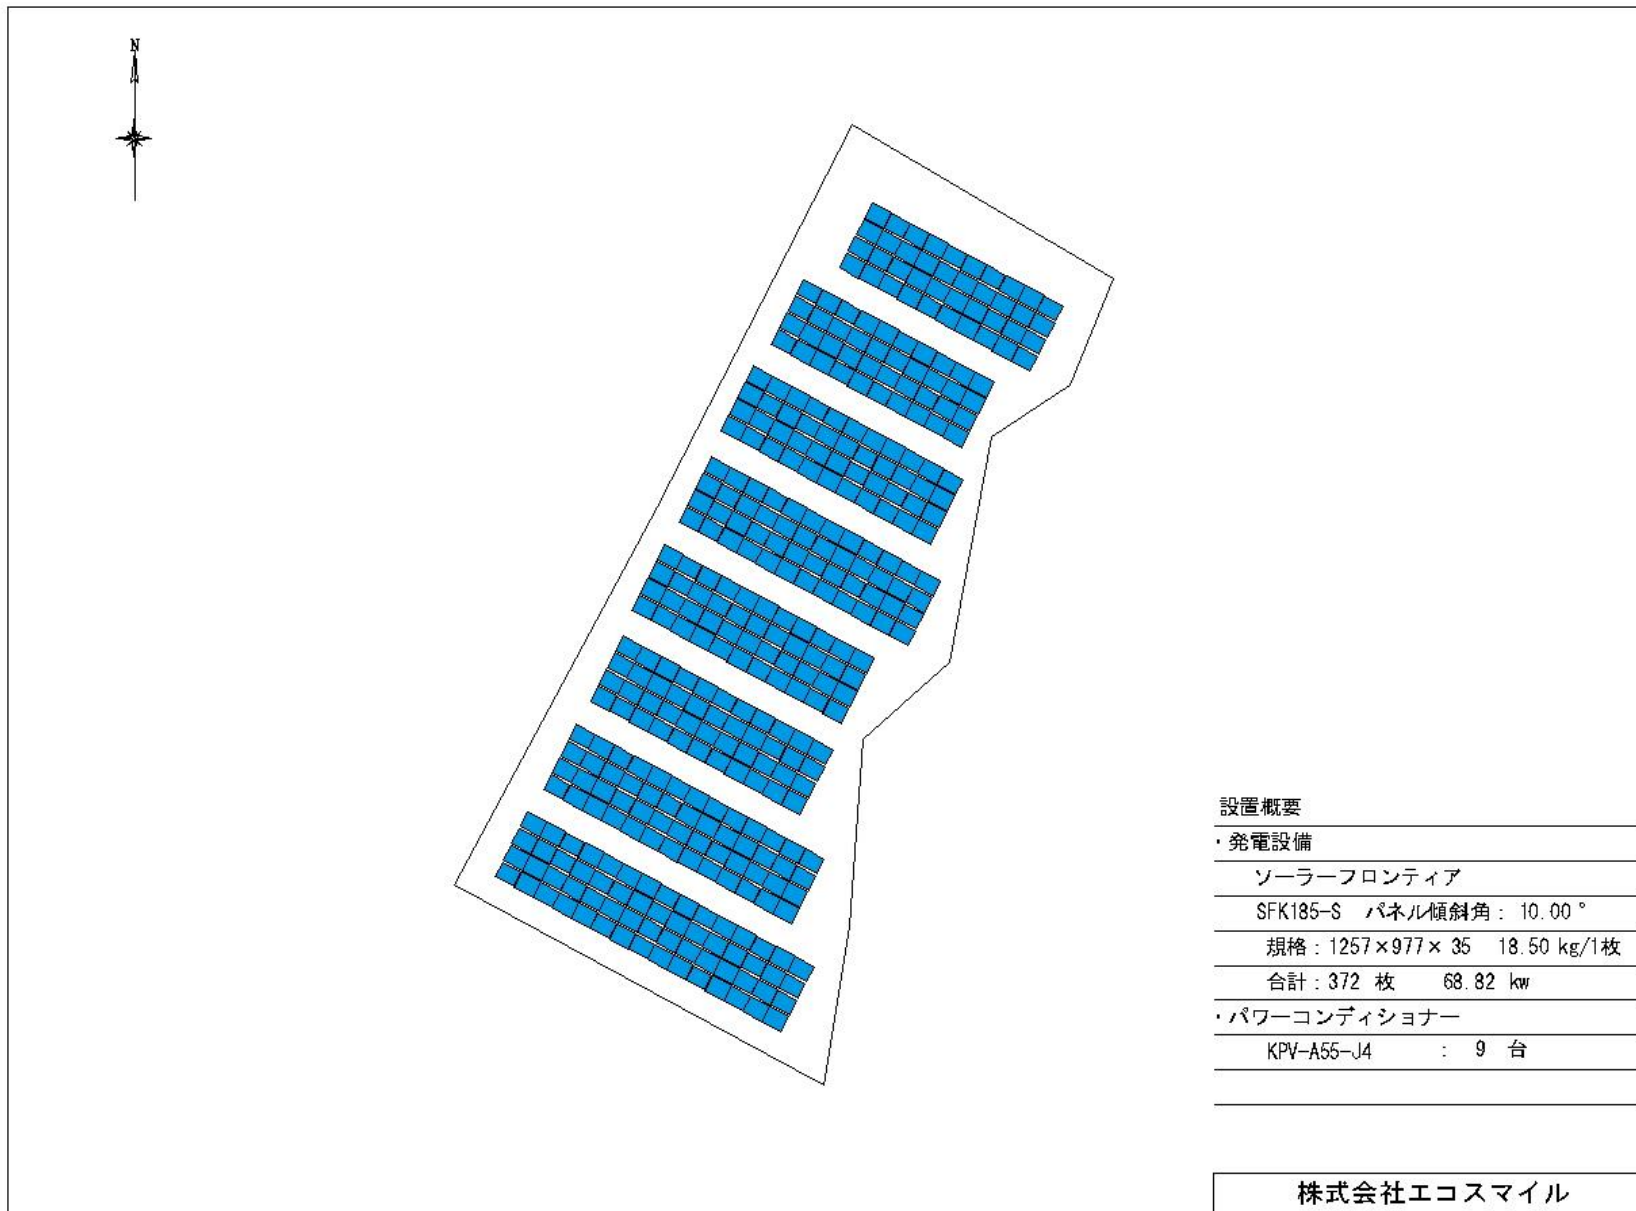 N
設置概要
・発電設備
ソーラーフロンティア
SFK185-S パネル傾斜角：10.00°
規格：1257×977×35 18.50 kg/1枚
合計：372 枚 68.82 kw
・パワーコンディショナー
KPV-A55-J4 ： 9 台
株式会社エコスマイル